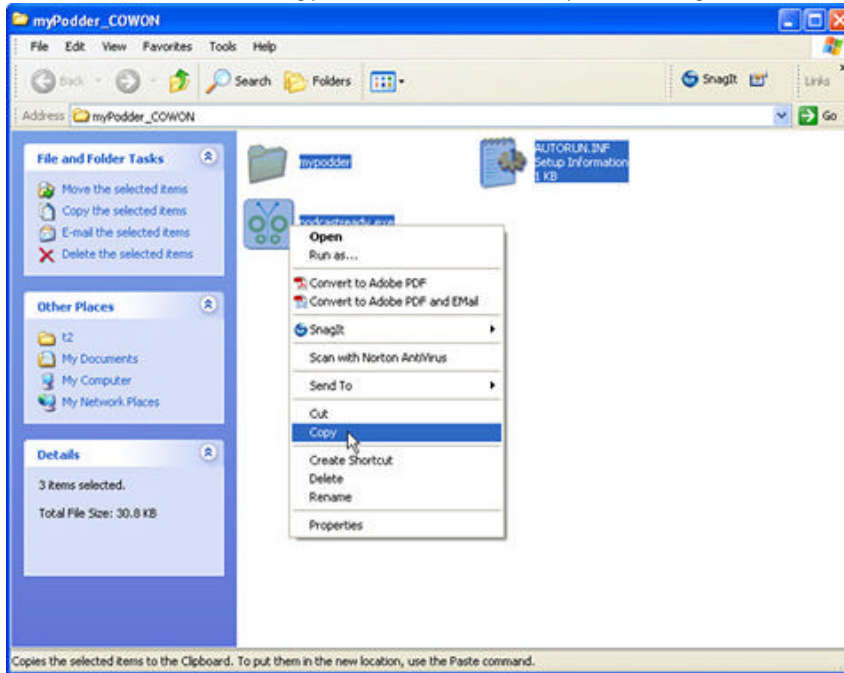 myPodder_COWON
File Edit View Favorites Tools Help
Back Search Folders SnagIt Links
Address myPodder_COWON Go
File and Folder Tasks
Move the selected items
Copy the selected items
E-mail the selected items
Delete the selected items
Other Places
t2
My Documents
My Computer
My Network Places
Details
3 items selected.
Total File Size: 30.8 KB
mypodder
AUTORUN.INF
Setup Information
1 KB
podcastready.exe
Open
Run as...
Convert to Adobe PDF
Convert to Adobe PDF and EMail
SnagIt
Scan with Norton AntiVirus
Send To
Cut
Copy
Create Shortcut
Delete
Rename
Properties
Copies the selected items to the Clipboard. To put them in the new location, use the Paste command.